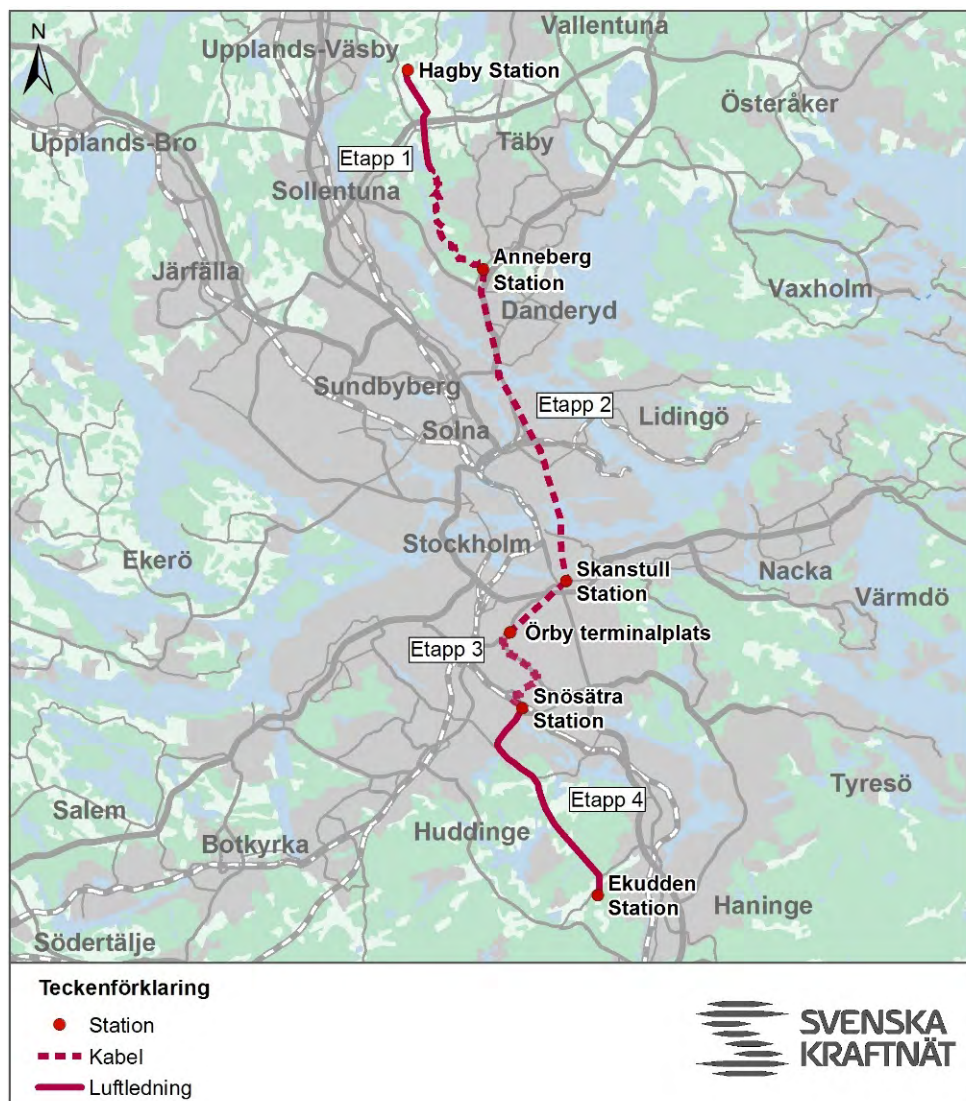 N
Upplands-Väsby
Vallentuna
Hagby Station
Österåker
Upplands-Bro
Täby
Etapp 1
Sollentuna
Järfälla
Anneberg
Station
Vaxholm
Danderyd
Sundbyberg
Etapp 2
Lidingö
Solna
Stockholm
Ekerö
Skanstull
Station
Nacka
Värmdö
Örby terminalplats
Etapp 3
Snösätra
Station
Tyresö
Etapp 4
Salem
Huddinge
Botkyrka
Ekudden
Station
Haninge
Södertälje
Teckenförklaring
Station
Kabel
Luftledning
SVENSKA
KRAFTNÄT